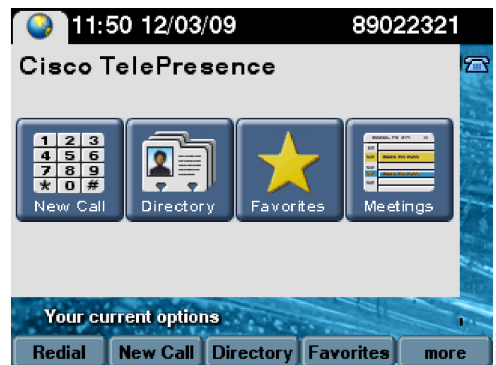 11:50 12/03/09 89022321
Cisco TelePresence
1 2 3
4 5 6
7 8 9
* 0 #
New Call Directory Favorites Meetings
Your current options
Redial New Call Directory Favorites more